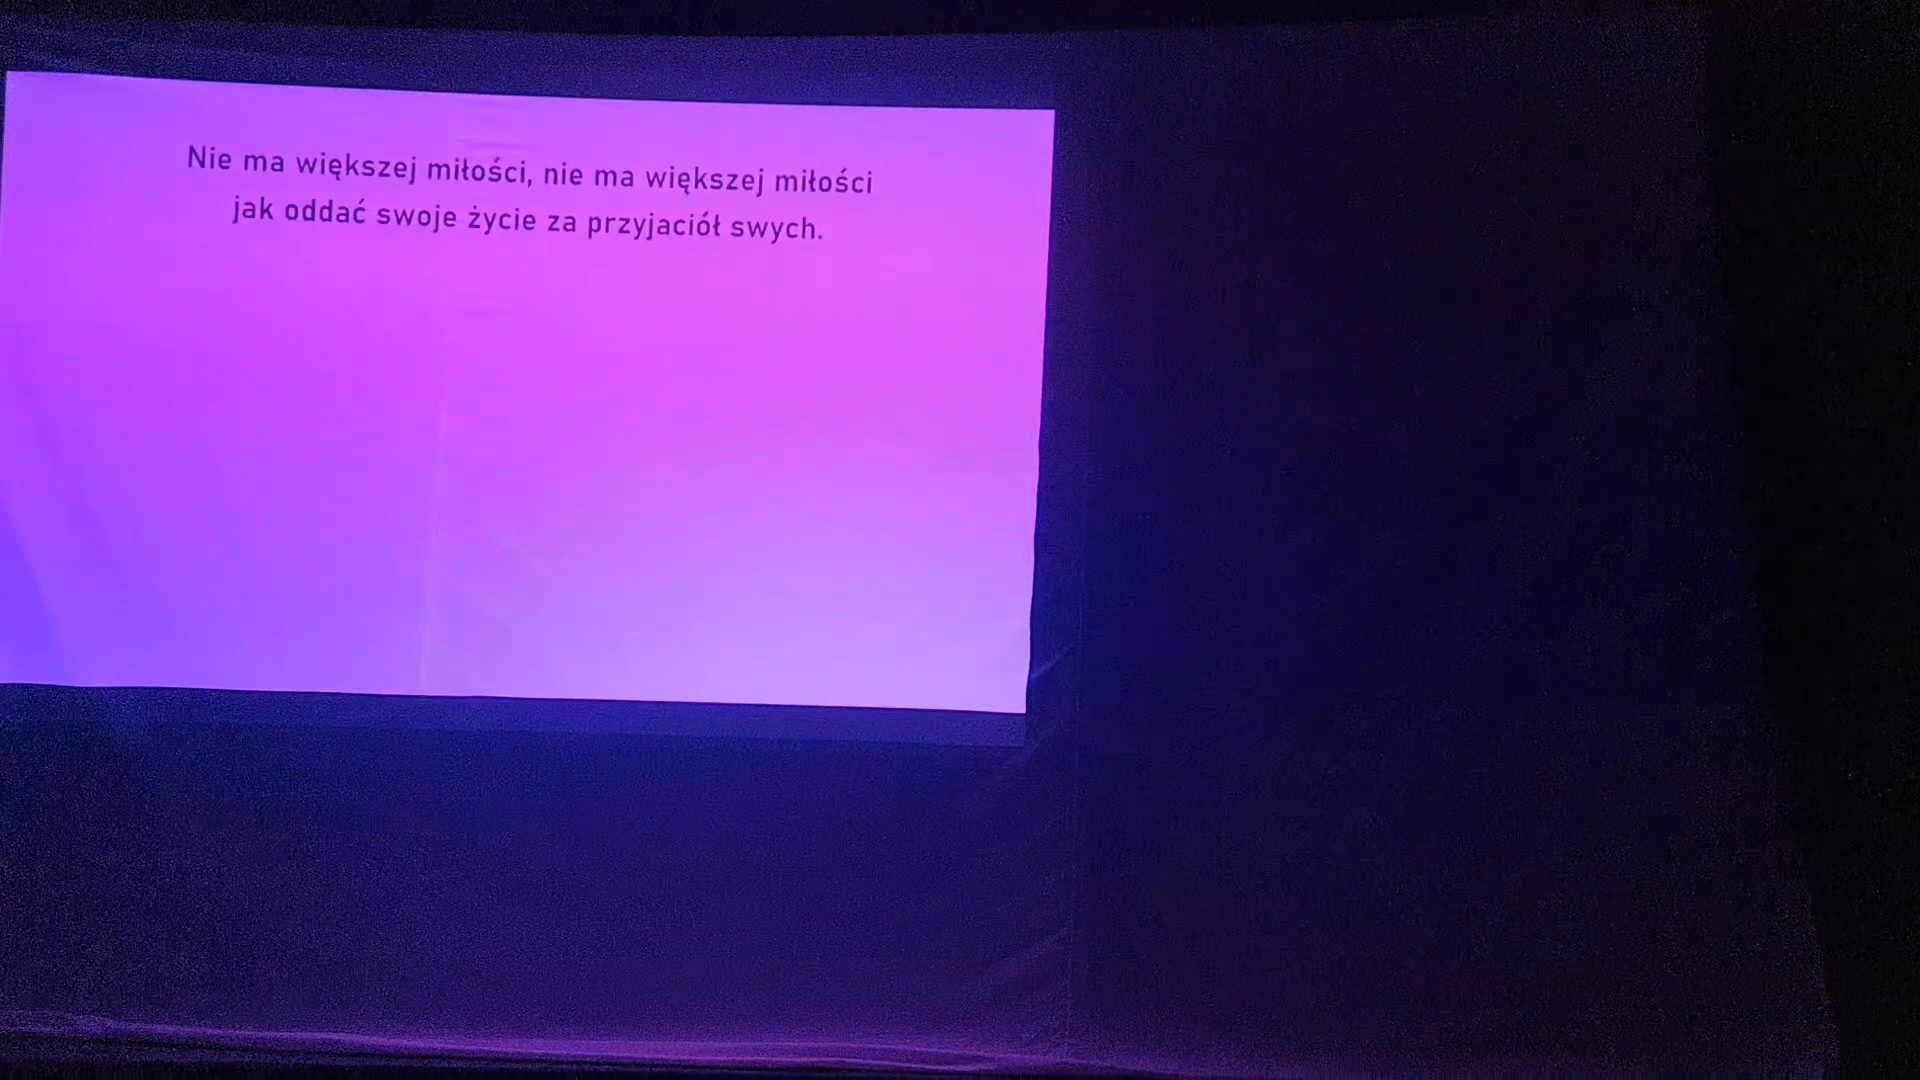 Nie ma większej miłości, nie ma większej miłości
jak oddać swoje życie za przyjaciół swych.